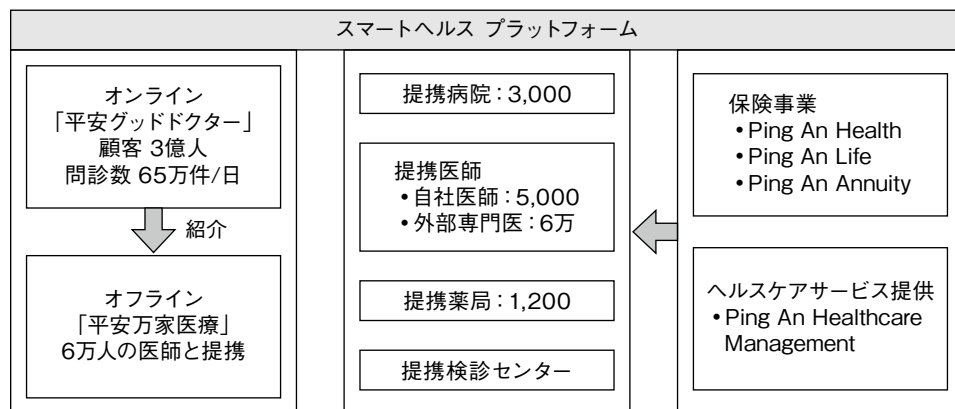 スマートヘルス プラットフォーム
オンライン
「平安グッドドクター」
顧客 3億人
問診数 65万件/日
紹介
オフライン
「平安万家医療」
6万人の医師と提携
提携病院：3,000
提携医師
•自社医師：5,000
•外部専門医：6万
提携薬局：1,200
提携検診センター
保険事業
•Ping An Health
•Ping An Life
•Ping An Annuity
ヘルスケアサービス提供
•Ping An Healthcare
Management